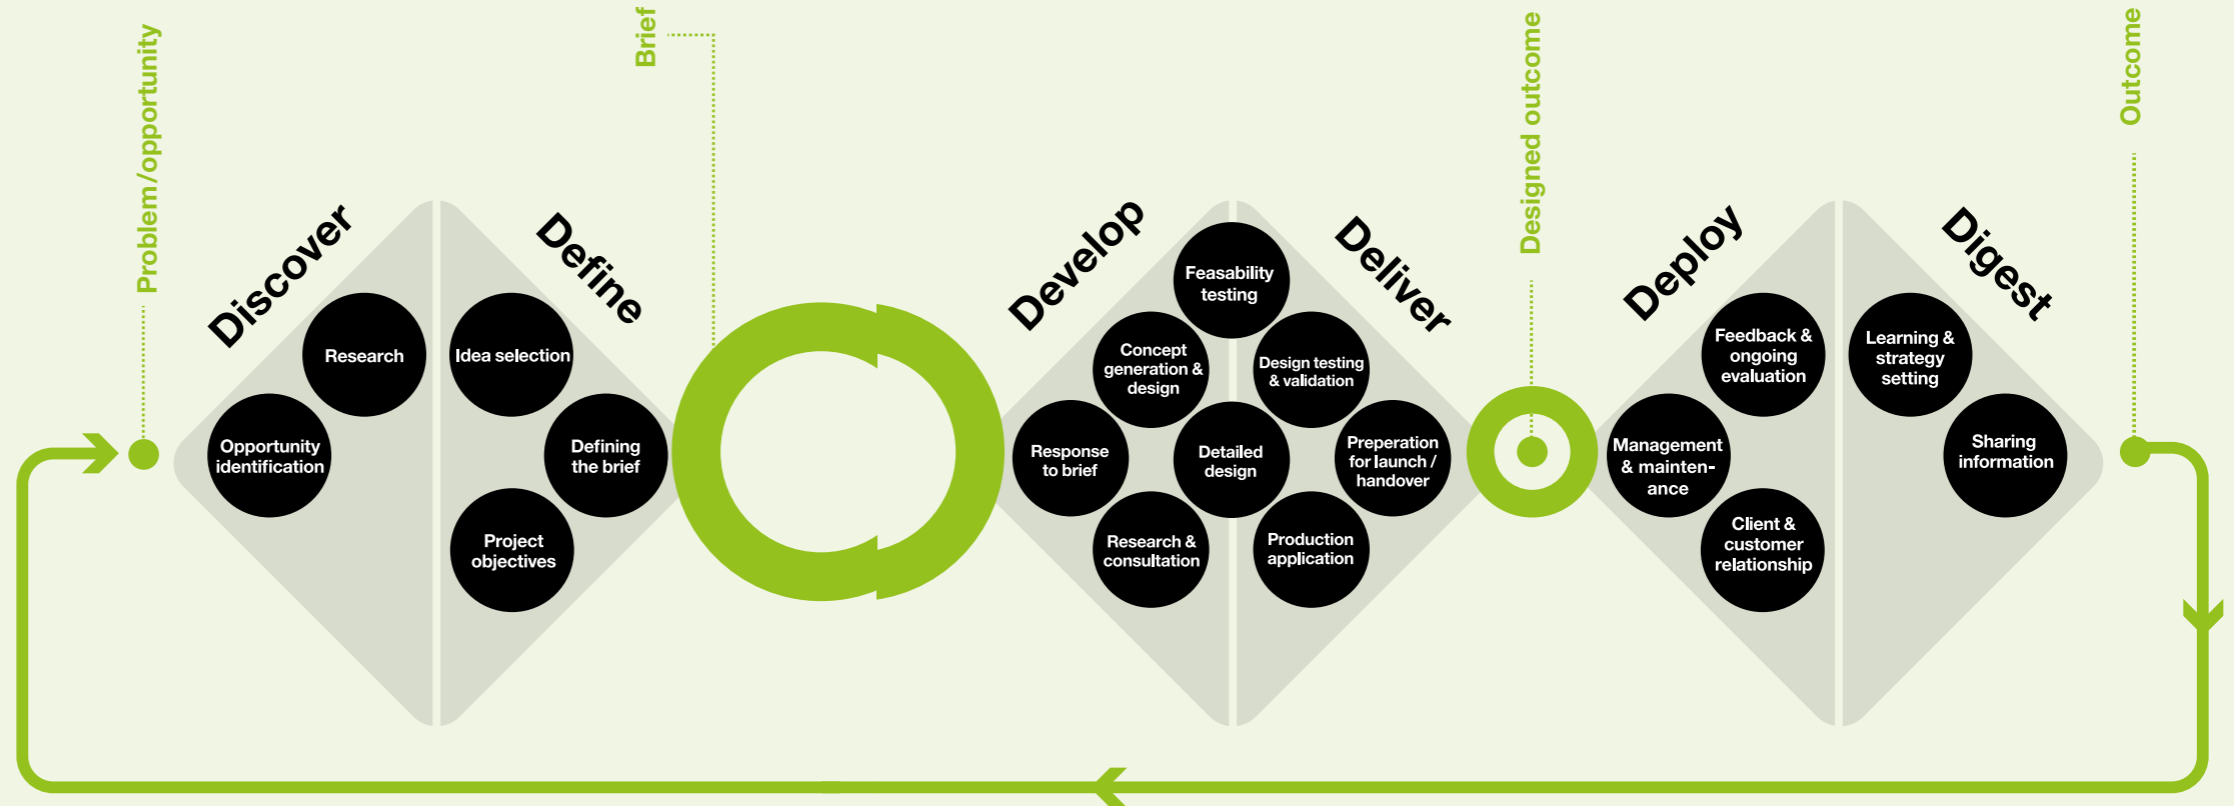 Problem/opportunity
Brief
Designed outcome
Outcome
Discover
Define
Develop
Deliver
Deploy
Digest
Research
Opportunity
identification
Idea selection
Defining
the brief
Project
objectives
Feasability
testing
Concept
generation &
design
Design testing
& validation
Response
to brief
Detailed
design
Preperation
for launch /
handover
Research &
consultation
Production
application
Feedback &
ongoing
evaluation
Management
& mainten-
ance
Client &
customer
relationship
Learning &
strategy
setting
Sharing
information